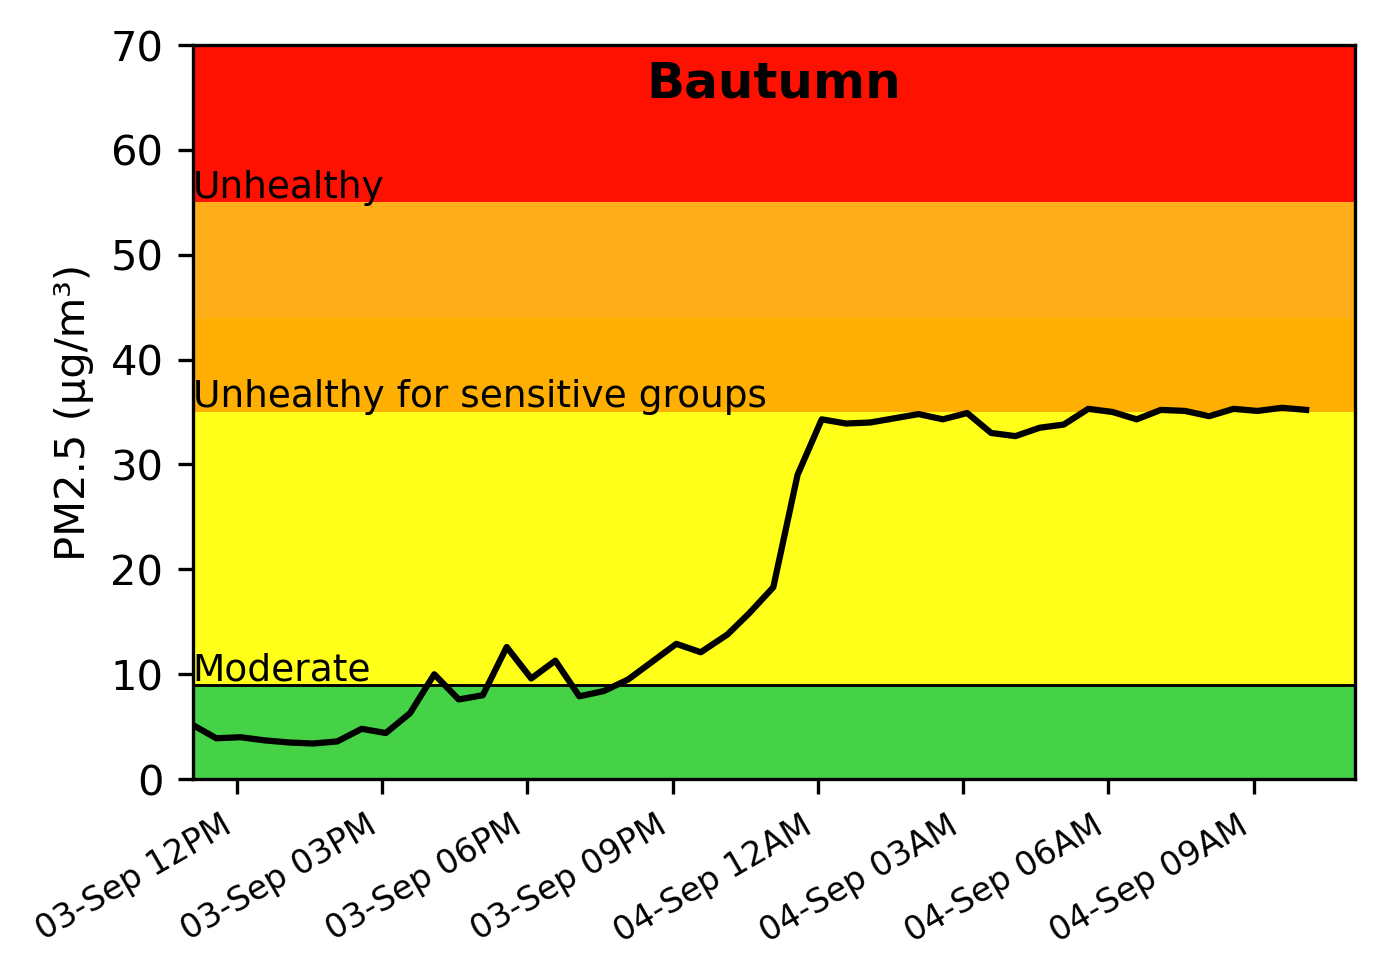 Bautumn
PM2.5 (µg/m³)
70
60
50
40
30
20
10
0
Unhealthy
Unhealthy for sensitive groups
Moderate
03-Sep 12PM
03-Sep 03PM
03-Sep 06PM
03-Sep 09PM
04-Sep 12AM
04-Sep 03AM
04-Sep 06AM
04-Sep 09AM